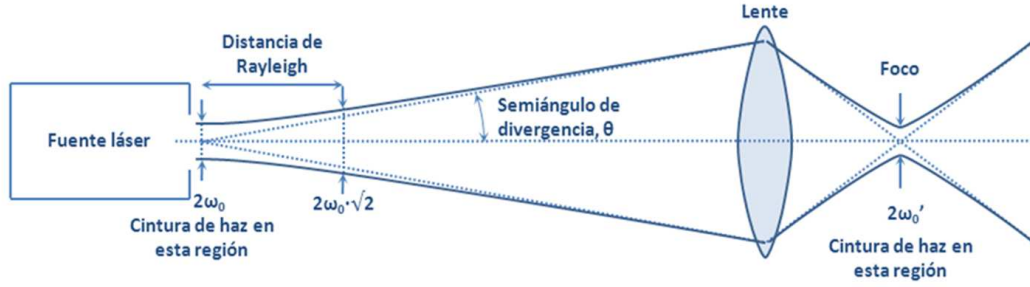 Lente
Distancia de
Rayleigh
Foco
Fuente láser
Semiángulo de
divergencia, θ
2ω₀
2ω₀·√2
Cintura de haz en
esta región
2ω₀’
Cintura de haz en
esta región